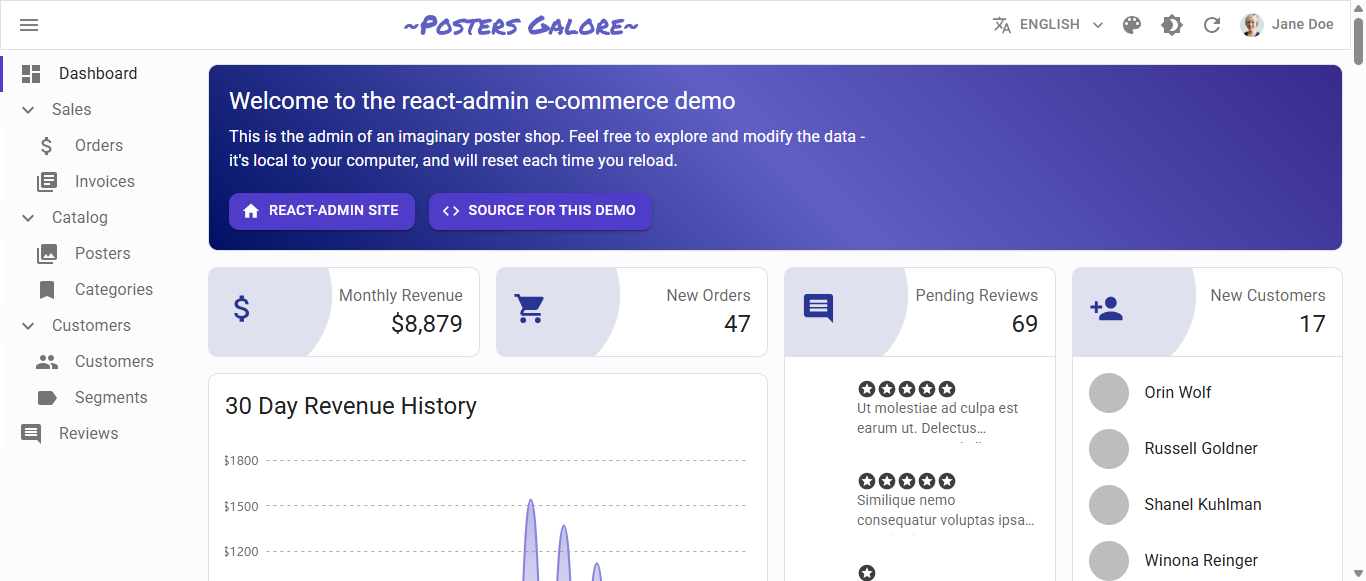 ~Posters Galore~
ENGLISH
Jane Doe
Dashboard
Sales
Orders
Invoices
Catalog
Posters
Categories
Customers
Customers
Segments
Reviews
Welcome to the react-admin e-commerce demo
This is the admin of an imaginary poster shop. Feel free to explore and modify the data -
it's local to your computer, and will reset each time you reload.
REACT-ADMIN SITE
SOURCE FOR THIS DEMO
Monthly Revenue
$8,879
New Orders
47
Pending Reviews
69
New Customers
17
30 Day Revenue History
$1800
$1500
$1200
Ut molestiae ad culpa est
earum ut. Delectus...
Similique nemo
consequatur voluptas ipsa...
Orin Wolf
Russell Goldner
Shanel Kuhlman
Winona Reinger